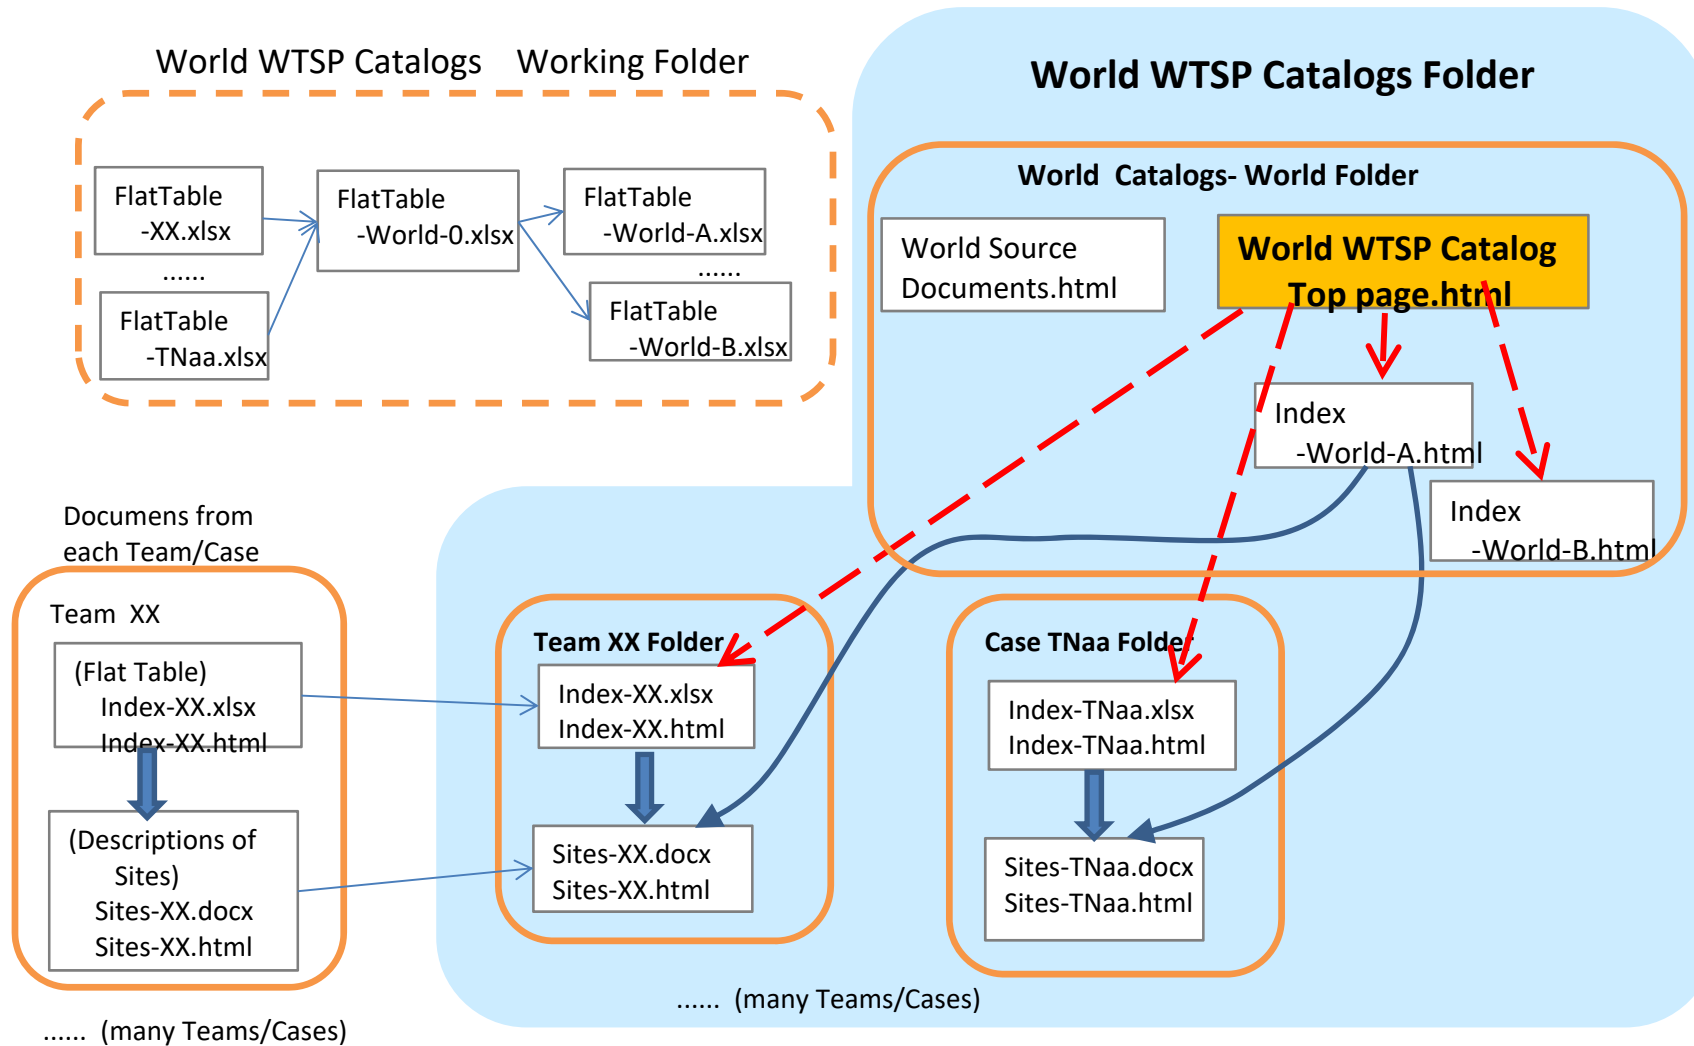 World WTSP Catalogs Working Folder
FlatTable
-XX.xlsx
......
FlatTable
-TNaa.xlsx
FlatTable
-World-0.xlsx
FlatTable
-World-A.xlsx
......
FlatTable
-World-B.xlsx
World WTSP Catalogs Folder
World Catalogs- World Folder
World Source
Documents.html
World WTSP Catalog
Top page.html
Index
-World-A.html
Index
-World-B.html
Documens from
each Team/Case
Team XX
(Flat Table)
Index-XX.xlsx
Index-XX.html
(Descriptions of
Sites)
Sites-XX.docx
Sites-XX.html
...... (many Teams/Cases)
Team XX Folder
Index-XX.xlsx
Index-XX.html
Sites-XX.docx
Sites-XX.html
Case TNaa Folder
Index-TNaa.xlsx
Index-TNaa.html
Sites-TNaa.docx
Sites-TNaa.html
...... (many Teams/Cases)